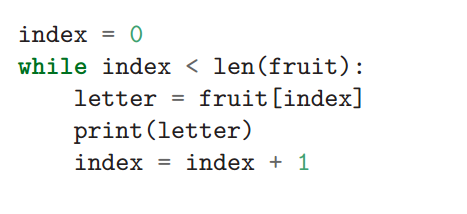 index = 0
while index < len(fruit):
    letter = fruit[index]
    print(letter)
    index = index + 1